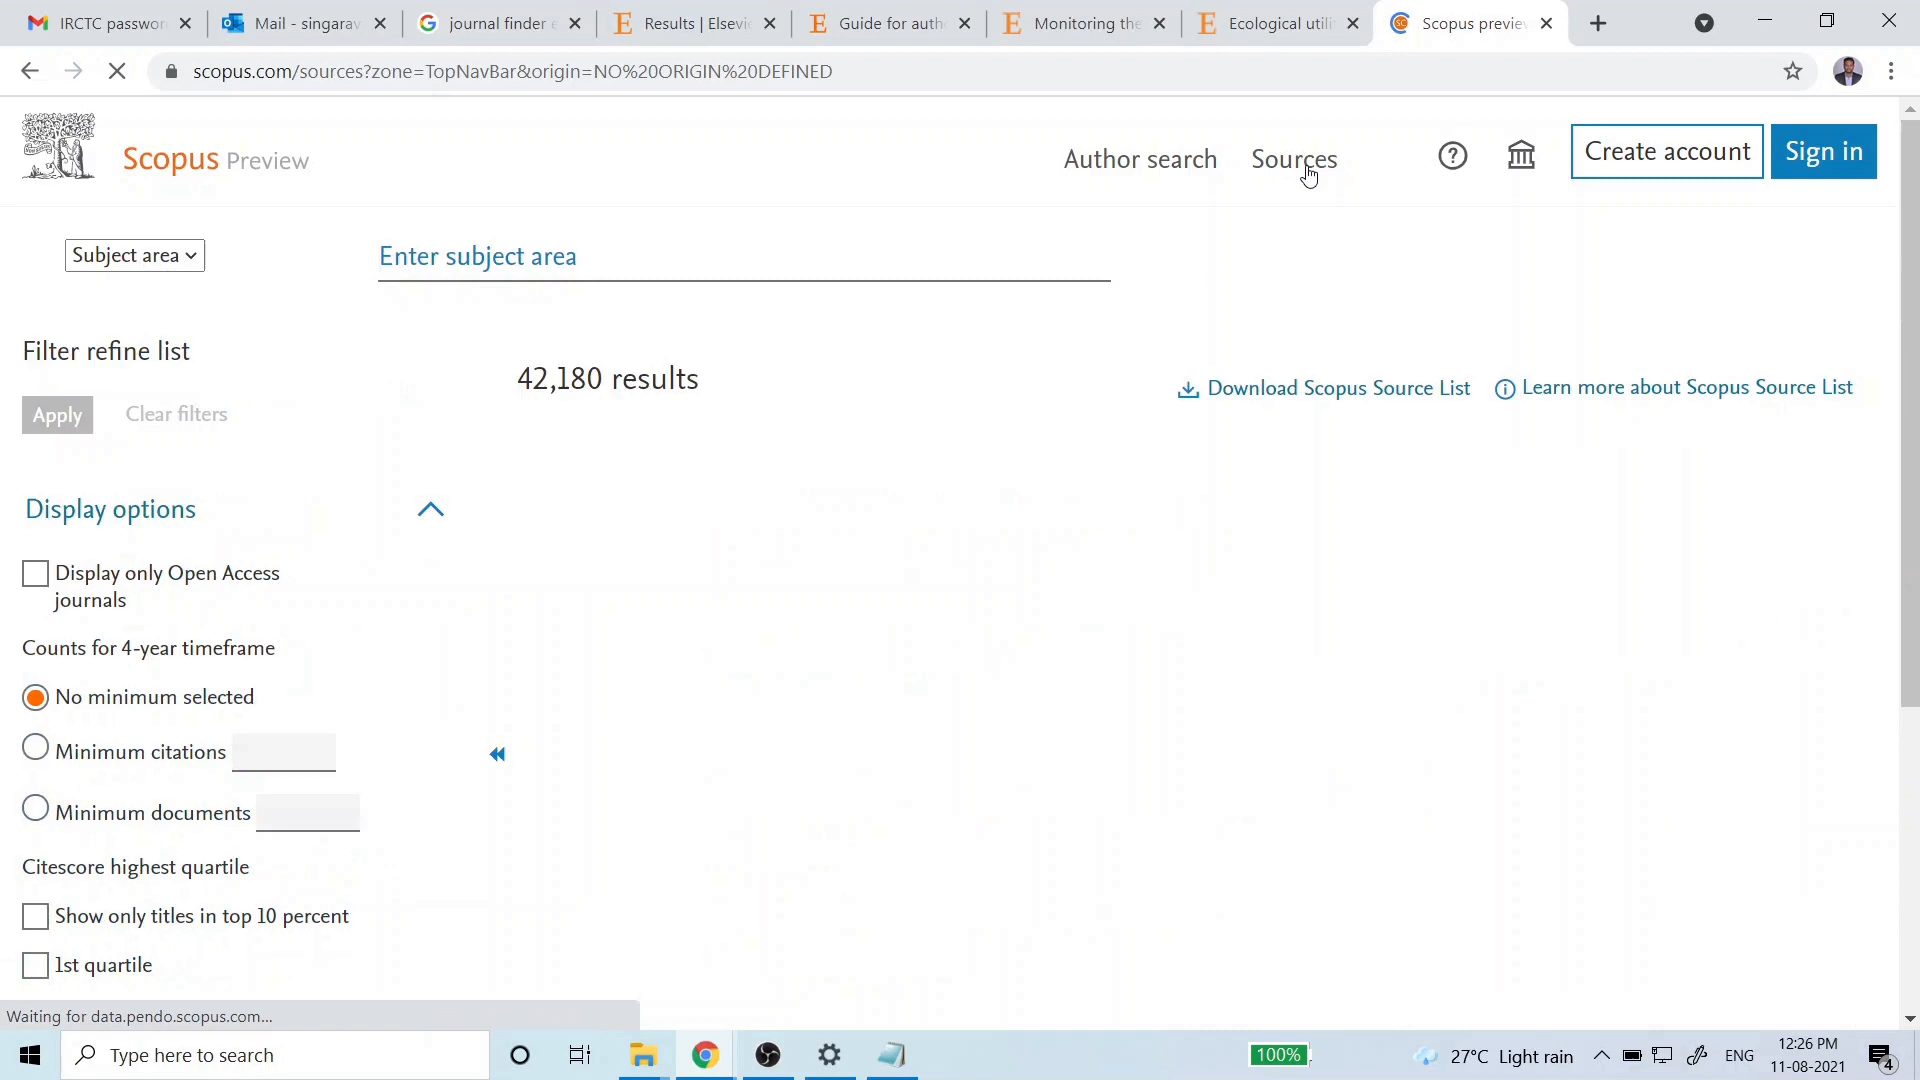 IRCTC passwor
Mail - singarav
journal finder e
Results | Elsevi
Guide for auth
Monitoring the
Ecological utili
Scopus preview
scopus.com/sources?zone=TopNavBar&origin=NO%20ORIGIN%20DEFINED
Scopus Preview
Author search
Sources
Create account
Sign in
Subject area
Enter subject area
Filter refine list
42,180 results
Download Scopus Source List
Learn more about Scopus Source List
Apply
Clear filters
Display options
Display only Open Access
journals
Counts for 4-year timeframe
No minimum selected
Minimum citations
Minimum documents
Citescore highest quartile
Show only titles in top 10 percent
1st quartile
Waiting for data.pendo.scopus.com...
Type here to search
100%
27°C Light rain
ENG
12:26 PM
11-08-2021
4